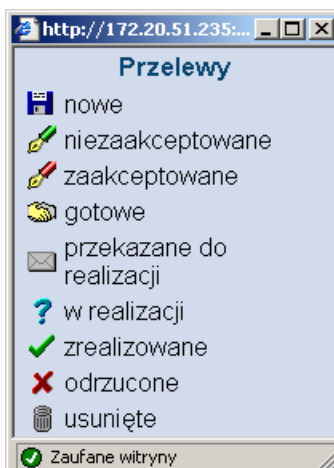 http://172.20.51.235:...
Przelewy
nowe
niezaakceptowane
zaakceptowane
gotowe
przekazane do
realizacji
w realizacji
zrealizowane
odrzucone
usunięte
Zaufane witryny